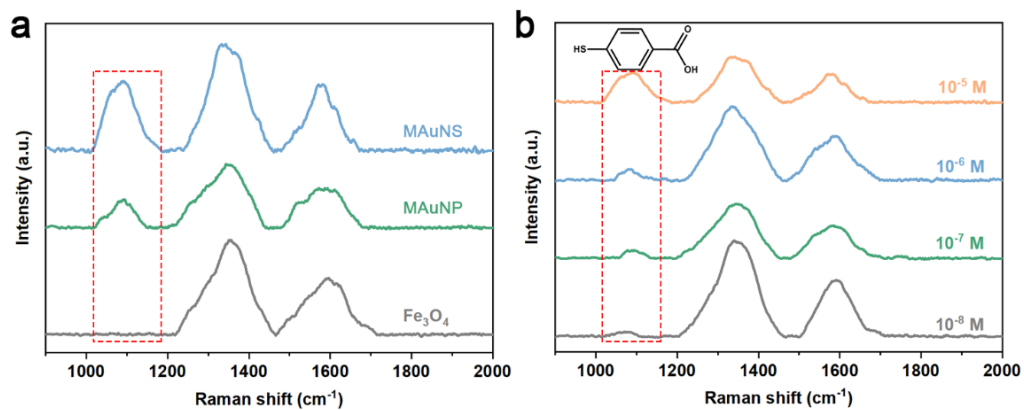 a
Intensity (a.u.)
MAuNS
MAuNP
Fe₃O₄
1000 1200 1400 1600 1800 2000
Raman shift (cm⁻¹)
b
Intensity (a.u.)
HS
O
OH
10⁻⁵ M
10⁻⁶ M
10⁻⁷ M
10⁻⁸ M
1000 1200 1400 1600 1800 2000
Raman shift (cm⁻¹)